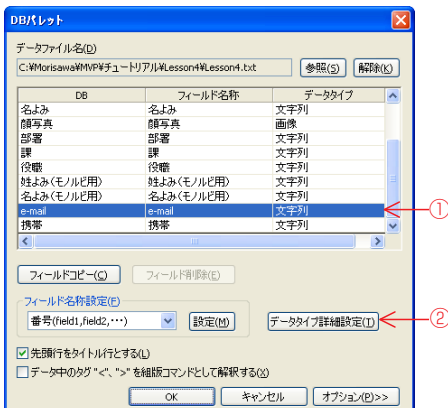 DBパレット
データファイル名(D)
C:¥Morisawa¥MVP¥チュートリアル¥Lesson4¥Lesson4.txt 参照(S) 解除(K)
DB フィールド名称 データタイプ
名よみ 名よみ 文字列
顔写真 顔写真 画像
部署 部署 文字列
課 課 文字列
役職 役職 文字列
姓よみ(モノルビ用) 姓よみ(モノルビ用) 文字列
名よみ(モノルビ用) 名よみ(モノルビ用) 文字列
e-mail e-mail 文字列 ①
携帯 携帯 文字列
フィールドコピー(C) フィールド削除(E)
フィールド名称設定(F)
番号(field1,field2,・・・) 設定(M) データタイプ詳細設定(T) ②
先頭行をタイトル行とする(L)
データ中のタグ "<"、">" を組版コマンドとして解釈する(X)
OK キャンセル オプション(P)>>